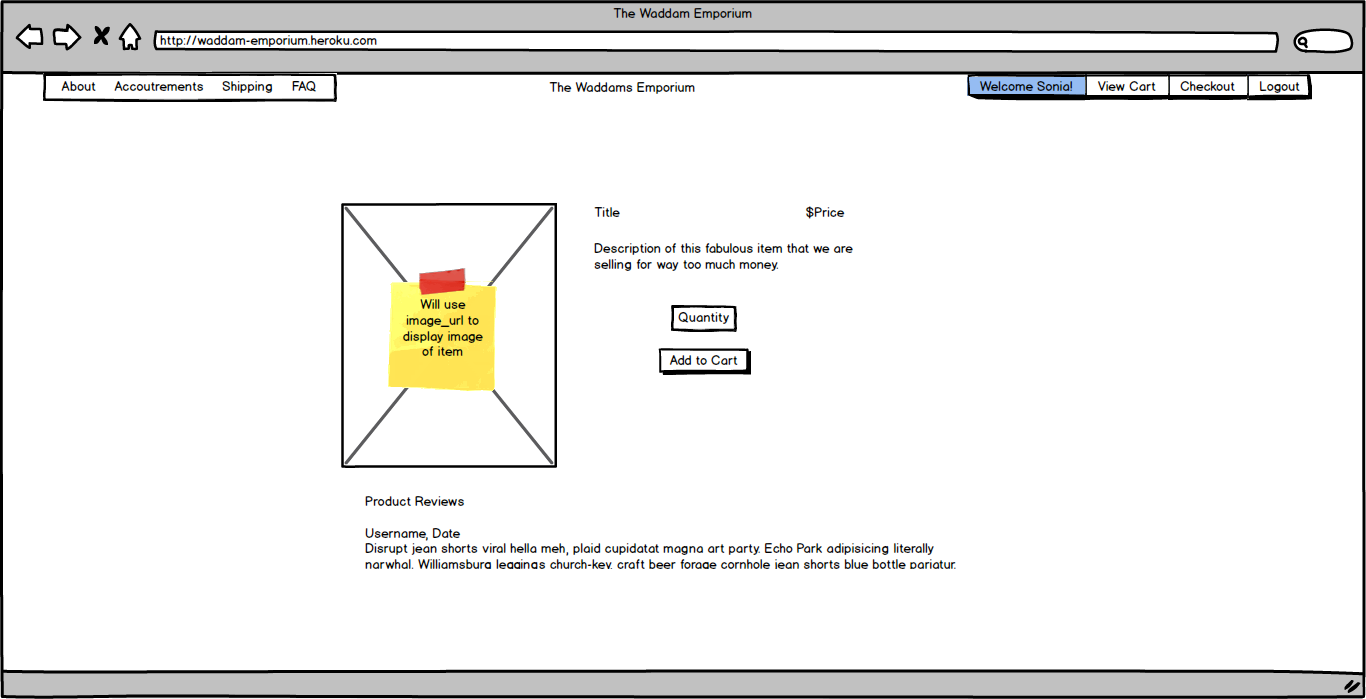 The Waddam Emporium
http://waddam-emporium.heroku.com
About Accoutrements Shipping FAQ
The Waddams Emporium
Welcome Sonia! View Cart Checkout Logout
Title $Price
Description of this fabulous item that we are
selling for way too much money.
Quantity
Add to Cart
Will use
image_url to
display image
of item
Product Reviews
Username, Date
Disrupt jean shorts viral hella meh, plaid cupidatat magna art party. Echo Park adipisicing literally
narwhal. Williamsburg leggings church-key, craft beer forage cornhole jean shorts blue bottle pariatur.